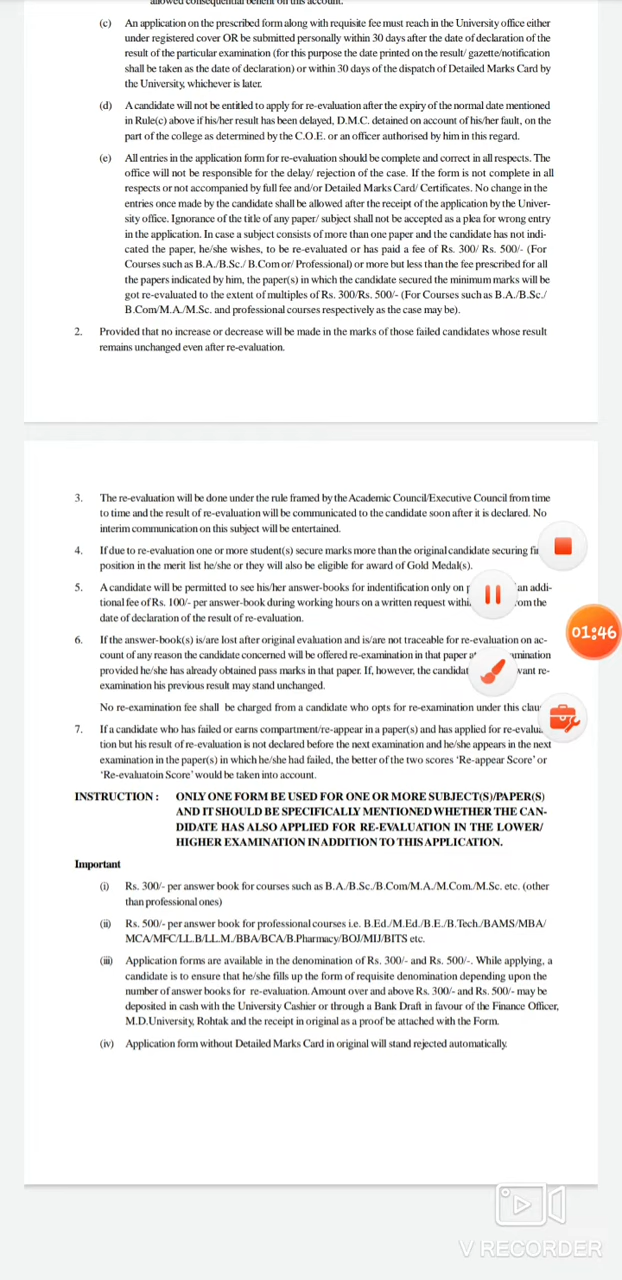 allowed consequential benefit on this account.
(c) An application on the prescribed form along with requisite fee must reach in the University office either
under registered cover OR be submitted personally within 30 days after the date of declaration of the
result of the particular examination (for this purpose the date printed on the result/ gazette/notification
shall be taken as the date of declaration) or within 30 days of the dispatch of Detailed Marks Card by
the University, whichever is later.
(d) A candidate will not be entitled to apply for re-evaluation after the expiry of the normal date mentioned
in Rule(c) above if his/her result has been delayed, D.M.C. detained on account of his/her fault, on the
part of the college as determined by the C.O.E. or an officer authorised by him in this regard.
(e) All entries in the application form for re-evaluation should be complete and correct in all respects. The
office will not be responsible for the delay/ rejection of the case. If the form is not complete in all
respects or not accompanied by full fee and/or Detailed Marks Card/ Certificates. No change in the
entries once made by the candidate shall be allowed after the receipt of the application by the Univer-
sity office. Ignorance of the title of any paper/ subject shall not be accepted as a plea for wrong entry
in the application. In case a subject consists of more than one paper and the candidate has not indi-
cated the paper, he/she wishes, to be re-evaluated or has paid a fee of Rs. 300/ Rs. 500/- (For
Courses such as B.A./B.Sc./ B.Com or/ Professional) or more but less than the fee prescribed for all
the papers indicated by him, the paper(s) in which the candidate secured the minimum marks will be
got re-evaluated to the extent of multiples of Rs. 300/Rs. 500/- (For Courses such as B.A./B.Sc./
B.Com/M.A./M.Sc. and professional courses respectively as the case may be).
2. Provided that no increase or decrease will be made in the marks of those failed candidates whose result
remains unchanged even after re-evaluation.
3. The re-evaluation will be done under the rule framed by the Academic Council/Executive Council from time
to time and the result of re-evaluation will be communicated to the candidate soon after it is declared. No
interim communication on this subject will be entertained.
4. If due to re-evaluation one or more student(s) secure marks more than the original candidate securing
position in the merit list he/she or they will also be eligible for award of Gold Medal(s).
5. A candidate will be permitted to see his/her answer-books for indentification only on an addi-
tional fee of Rs. 100/- per answer-book during working hours on a written request the
date of declaration of the result of re-evaluation.
01:46
6. If the answer-book(s) is/are lost after original evaluation and is/are not traceable for re-evaluation on ac-
count of any reason the candidate concerned will be offered re-examination in that paper
provided he/she has already obtained pass marks in that paper. If, however, the re-
examination his previous result may stand unchanged.
No re-examination fee shall be charged from a candidate who opts for re-examination under this
7. If a candidate who has failed or earns compartment/re-appear in a paper(s) and has applied for
tion but his result of re-evaluation is not declared before the next examination and he/she appears in the next
examination in the paper(s) in which he/she had failed, the better of the two scores 'Re-appear Score' or
'Re-evaluatoin Score' would be taken into account.
INSTRUCTION : ONLY ONE FORM BE USED FOR ONE OR MORE SUBJECT(S)/PAPER(S)
AND IT SHOULD BE SPECIFICALLY MENTIONED WHETHER THE CAN-
DIDATE HAS ALSO APPLIED FOR RE-EVALUATION IN THE LOWER/
HIGHER EXAMINATION IN ADDITION TO THIS APPLICATION.
Important
(i) Rs. 300/- per answer book for courses such as B.A./B.Sc./B.Com/M.A./M.Com./M.Sc. etc. (other
than professional ones)
(ii) Rs. 500/- per answer book for professional courses i.e. B.Ed./M.Ed./B.E./B.Tech./BAMS/MBA/
MCA/MFC/LL.B/LL.M./BBA/BCA/B.Pharmacy/BOJ/MIJ/BITS etc.
(iii) Application forms are available in the denomination of Rs. 300/- and Rs. 500/-. While applying, a
candidate is to ensure that he/she fills up the form of requisite denomination depending upon the
number of answer books for re-evaluation. Amount over and above Rs. 300/- and Rs. 500/- may be
deposited in cash with the University Cashier or through a Bank Draft in favour of the Finance Officer,
M.D.University, Rohtak and the receipt in original as a proof be attached with the Form.
(iv) Application form without Detailed Marks Card in original will stand rejected automatically.
V RECORDER